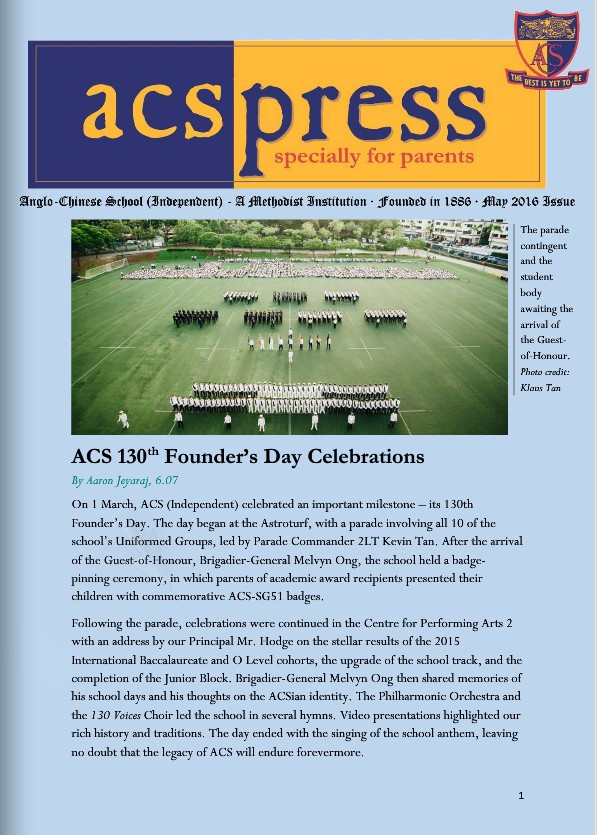 ACS
THE BEST IS YET TO BE
acspress
specially for parents
Anglo-Chinese School (Independent) - A Methodist Institution · Founded in 1886 · May 2016 Issue
The parade
contingent
and the
student
body
awaiting the
arrival of
the Guest-
of-Honour.
Photo credit:
Klaus Tan
ACS 130th Founder's Day Celebrations
By Aaron Jeyaraj, 6.07
On 1 March, ACS (Independent) celebrated an important milestone – its 130th
Founder's Day. The day began at the Astroturf, with a parade involving all 10 of the
school's Uniformed Groups, led by Parade Commander 2LT Kevin Tan. After the arrival
of the Guest-of-Honour, Brigadier-General Melvyn Ong, the school held a badge-
pinning ceremony, in which parents of academic award recipients presented their
children with commemorative ACS-SG51 badges.
Following the parade, celebrations were continued in the Centre for Performing Arts 2
with an address by our Principal Mr. Hodge on the stellar results of the 2015
International Baccalaureate and O Level cohorts, the upgrade of the school track, and the
completion of the Junior Block. Brigadier-General Melvyn Ong then shared memories of
his school days and his thoughts on the ACSian identity. The Philharmonic Orchestra and
the 130 Voices Choir led the school in several hymns. Video presentations highlighted our
rich history and traditions. The day ended with the singing of the school anthem, leaving
no doubt that the legacy of ACS will endure forevermore.
1